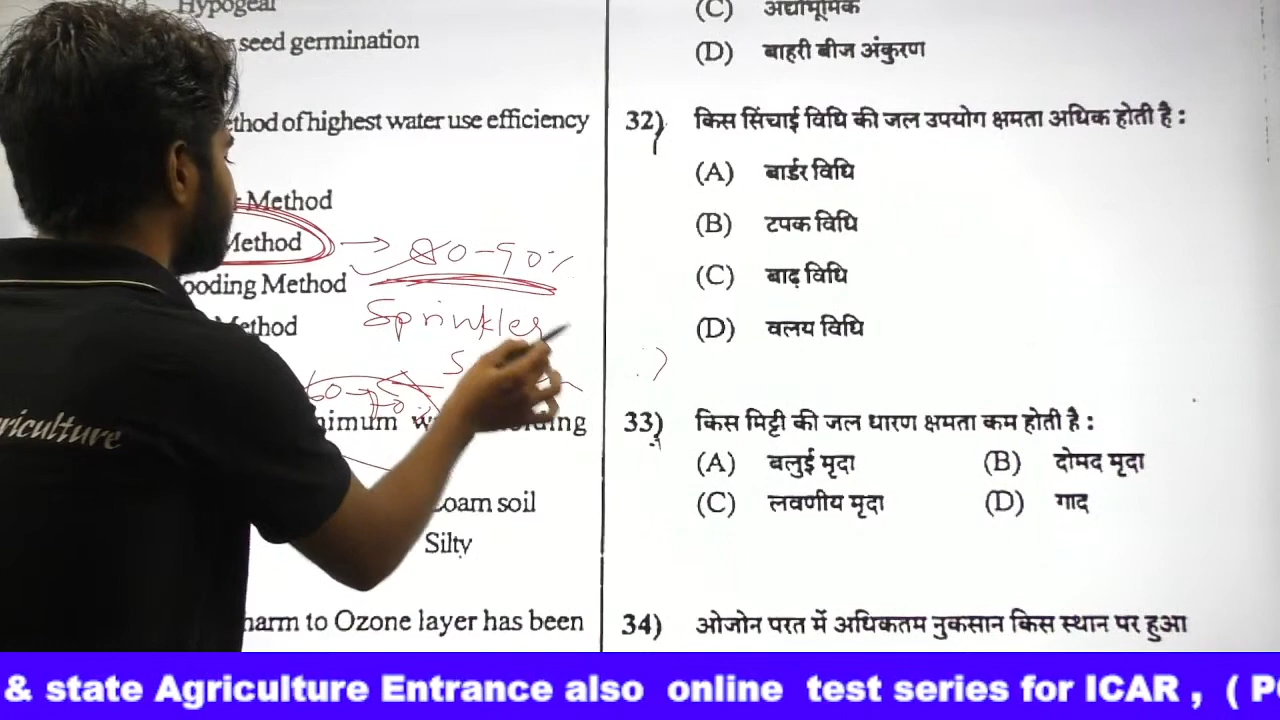 Hypogeal
seed germination
ethod of highest water use efficiency
Method
Method → 80-90%
ooding Method
Method
Sprinkler
60-70
nimum
Loam soil
Silty
harm to Ozone layer has been
(C) अद्योभूमिक
(D) बाहरी बीज अंकुरण
32) किस सिंचाई विधि की जल उपयोग क्षमता अधिक होती है :
(A) बार्डर विधि
(B) टपक विधि
(C) बाढ़ विधि
(D) वलय विधि
33) किस मिट्टी की जल धारण क्षमता कम होती है :
(A) बलुई मृदा (B) दोमद मृदा
(C) लवणीय मृदा (D) गाद
34) ओजोन परत में अधिकतम नुकसान किस स्थान पर हुआ
riculture
& state Agriculture Entrance also online test series for ICAR , ( P